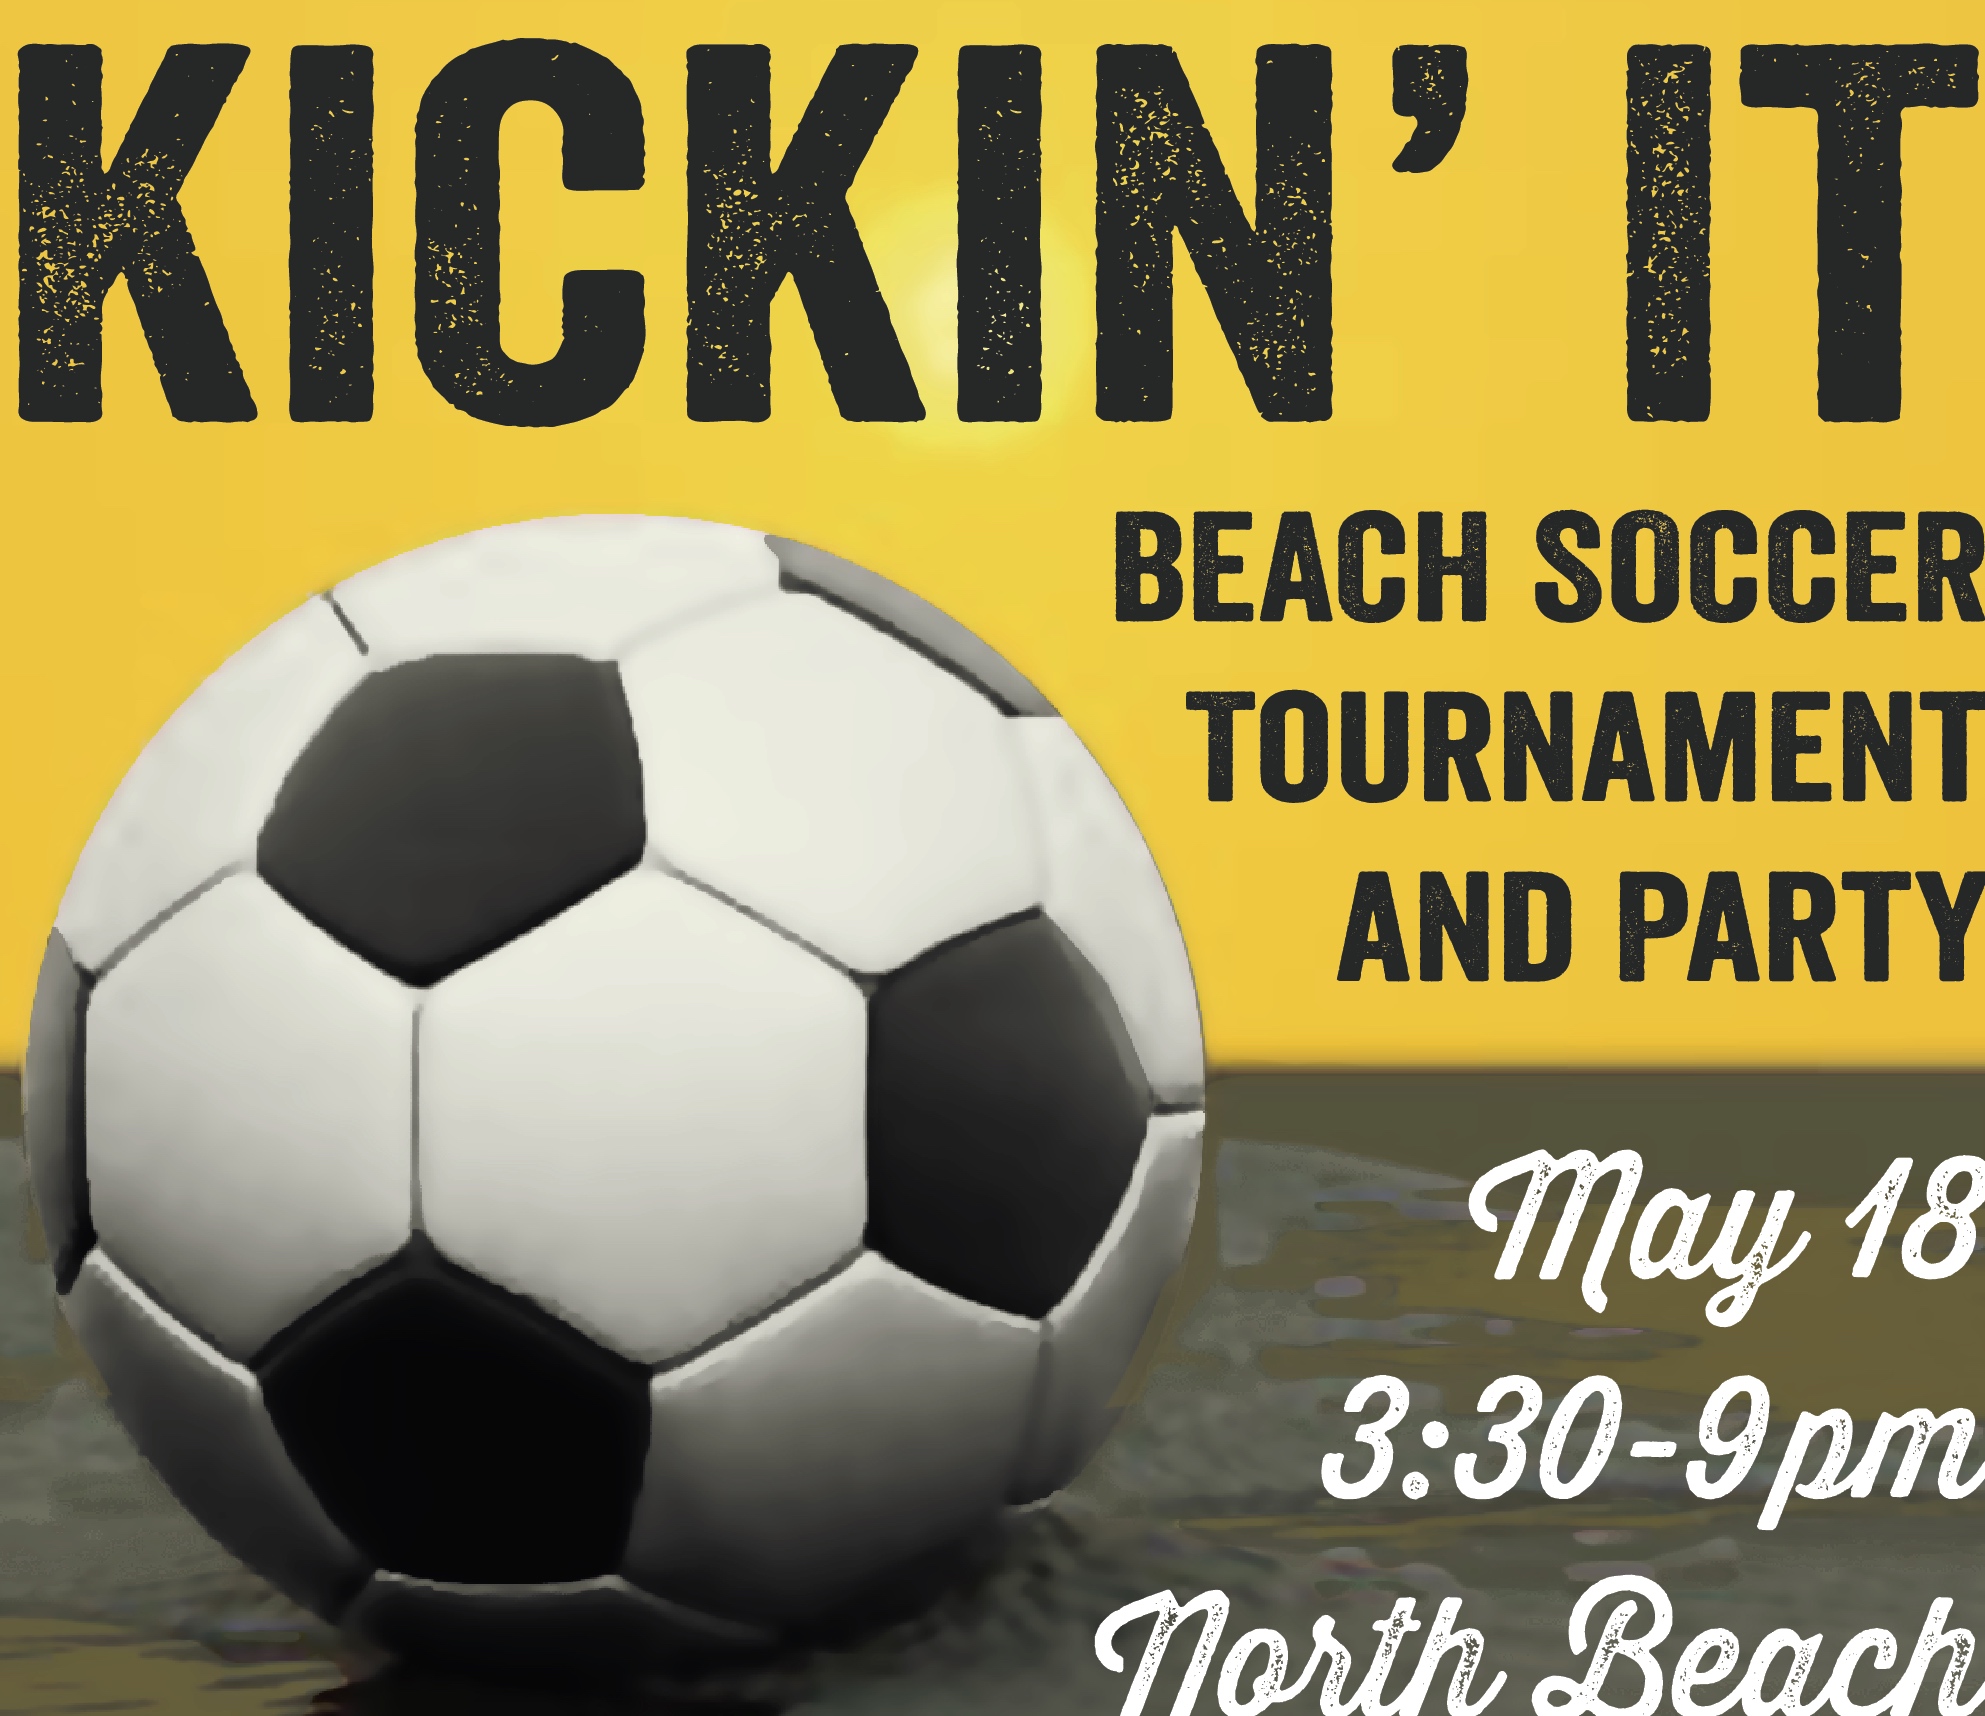 KICKIN’ IT
BEACH SOCCER
TOURNAMENT
AND PARTY
May 18
3:30-9pm
North Beach